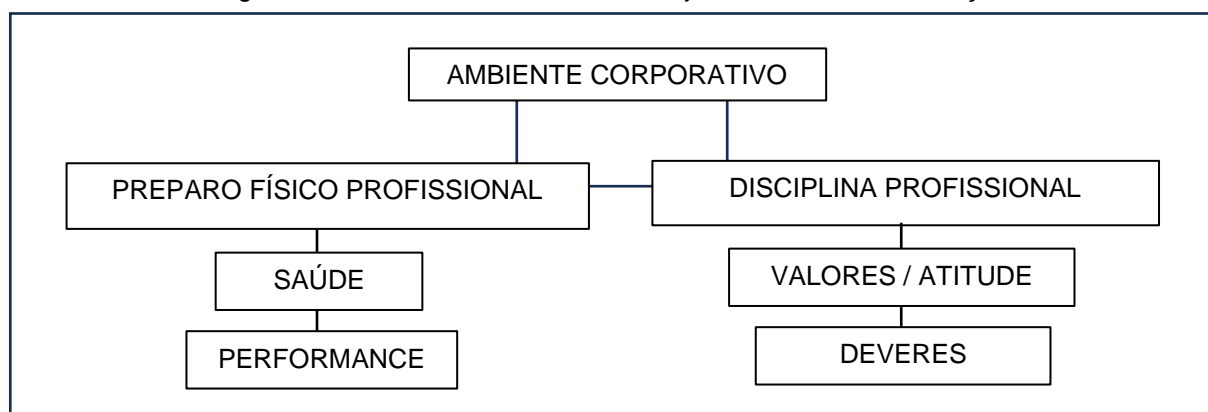 AMBIENTE CORPORATIVO
PREPARO FÍSICO PROFISSIONAL
DISCIPLINA PROFISSIONAL
SAÚDE
VALORES / ATITUDE
PERFORMANCE
DEVERES